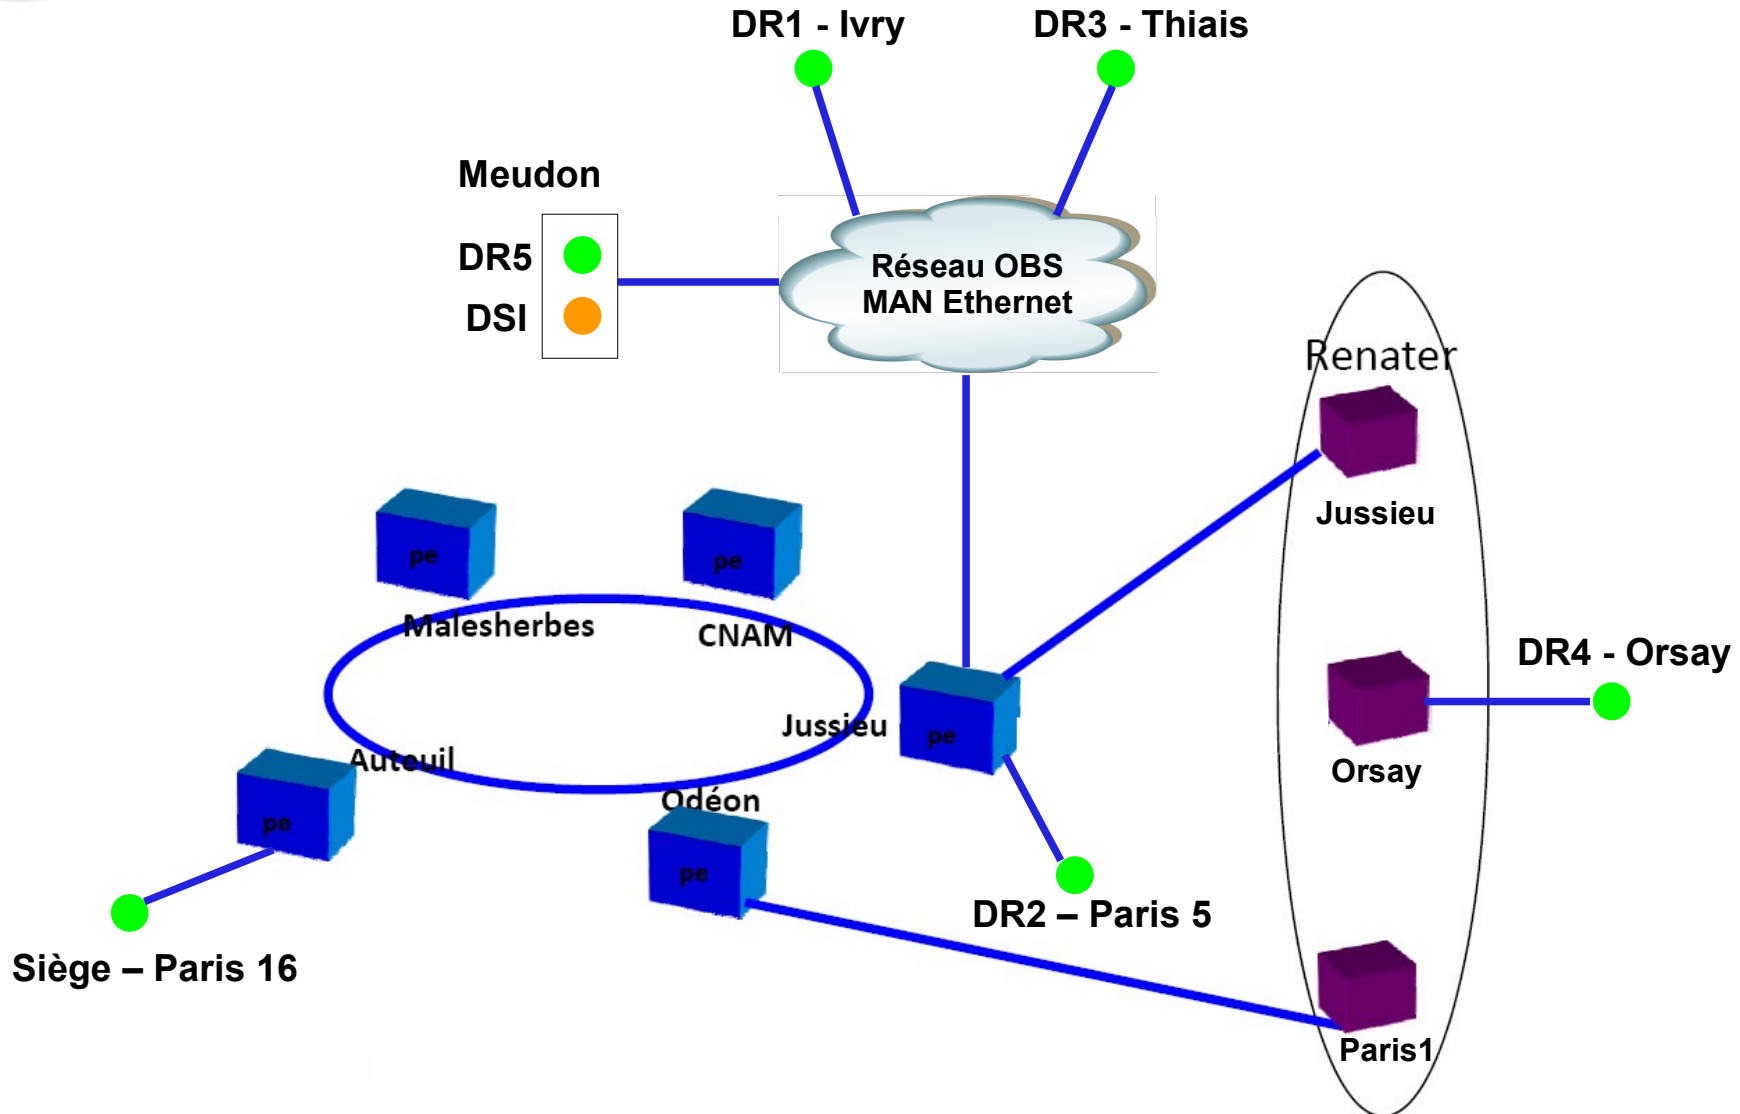 DR1 - Ivry
DR3 - Thiais
Meudon
DR5
DSI
Réseau OBS
MAN Ethernet
Renater
Jussieu
pe
pe
Malesherbes
CNAM
DR4 - Orsay
Jussieu
pe
Auteuil
Orsay
Odéon
pe
pe
DR2 – Paris 5
Siège – Paris 16
Paris1